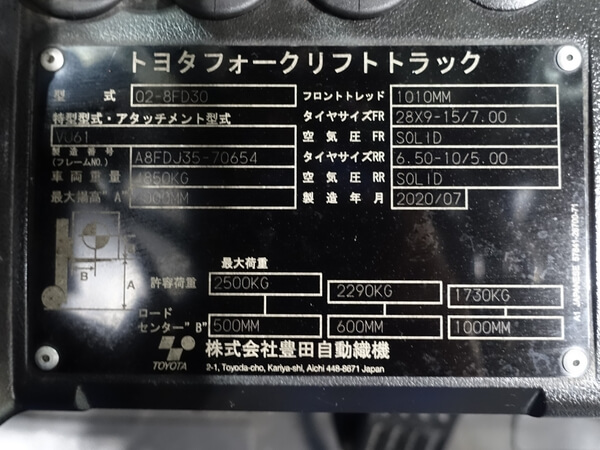 トヨタフォークリフトトラック
型式 02-8FD30 フロントトレッド 1010MM
特型型式・アタッチメント型式 タイヤサイズFR 28X9-15/7.00
VU61 空気圧FR SOLID
製造番号(フレームNO.) A8FDJ35-70654 タイヤサイズRR 6.50-10/5.00
車両重量 4850KG 空気圧RR SOLID
最大揚高"A" 製造年月 2020/07
B
A
最大荷重
許容荷重 2500KG 2290KG 1730KG
ロードセンター"B" 500MM 600MM 1000MM
TOYOTA 株式会社豊田自動織機
2-1, Toyoda-cho, Kariya-shi, Aichi 448-8671 Japan